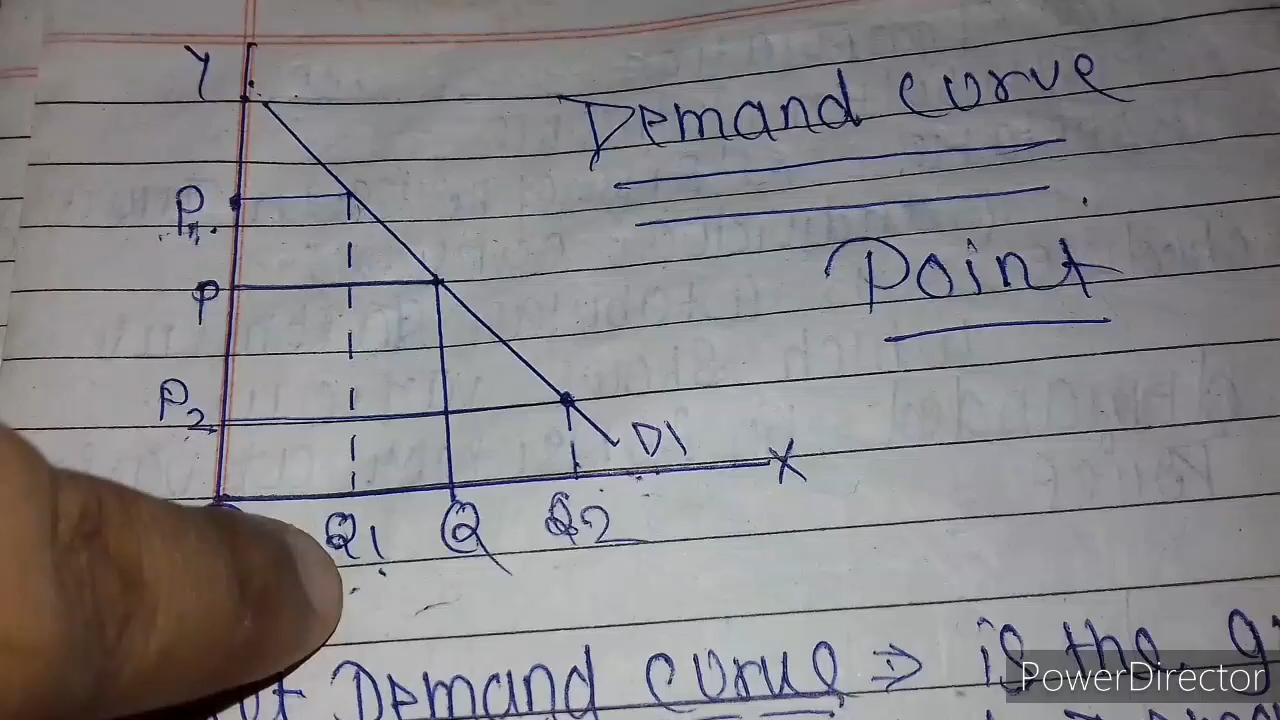 Y
Demand curve
P1
Point
P
P2
D1
X
Q1 Q Q2
Demand curve ⇒ is the
PowerDirector